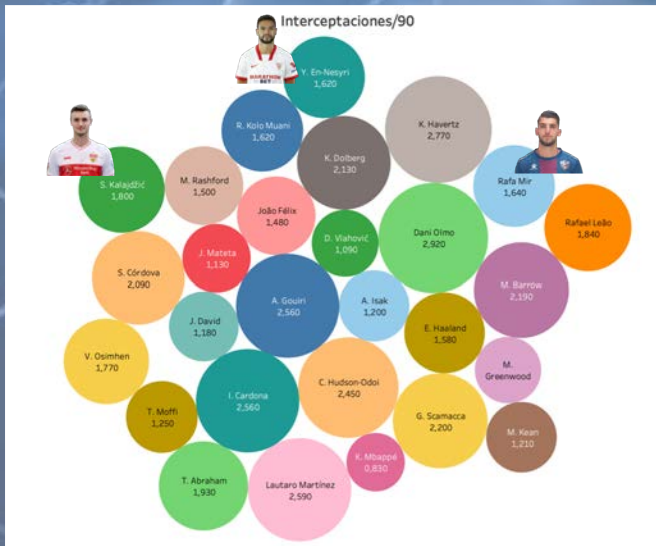 Interceptaciones/90
Y. En-Nesyri
1,620
R. Kolo Muani
1,620
K. Havertz
2,770
K. Dolberg
2,130
S. Kalajdžić
1,800
M. Rashford
1,500
Rafa Mir
1,640
João Félix
1,480
Rafael Leão
1,840
D. Vlahović
1,090
Dani Olmo
2,920
J. Mateta
1,130
S. Córdova
2,090
M. Barrow
2,190
A. Gouiri
2,560
A. Isak
1,200
J. David
1,180
E. Haaland
1,580
V. Osimhen
1,770
M.
Greenwood
C. Hudson-Odoi
2,450
I. Cardona
2,560
T. Moffi
1,250
G. Scamacca
2,200
M. Kean
1,210
K. Mbappé
0,830
T. Abraham
1,930
Lautaro Martínez
2,590